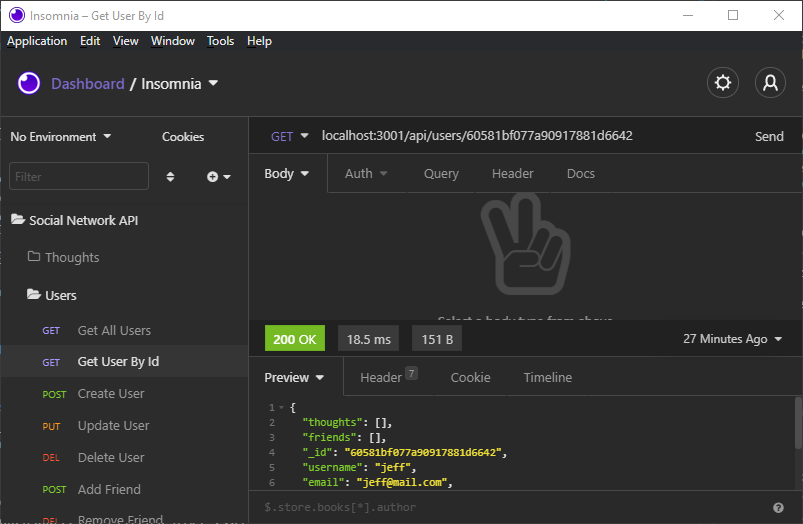 Insomnia – Get User By Id
Application Edit View Window Tools Help
Dashboard / Insomnia
No Environment Cookies
GET localhost:3001/api/users/60581bf077a90917881d6642 Send
Filter
Body Auth Query Header Docs
Social Network API
Thoughts
Users
Select a body type from above
GET Get All Users
200 OK 18.5 ms 151 B 27 Minutes Ago
GET Get User By Id
POST Create User
Preview Header 7 Cookie Timeline
PUT Update User
DEL Delete User
POST Add Friend
DEL Remove Friend
1 {
2 "thoughts": [],
3 "friends": [],
4 "_id": "60581bf077a90917881d6642",
5 "username": "jeff",
6 "email": "jeff@mail.com",
$.store.books[*].author